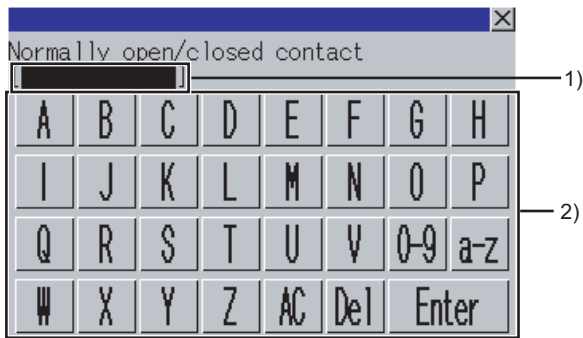 ×
Normally open/closed contact
[ ] 1)
A B C D E F G H
I J K L M N O P 2)
Q R S T U V 0-9 a-z
W X Y Z AC Del Enter